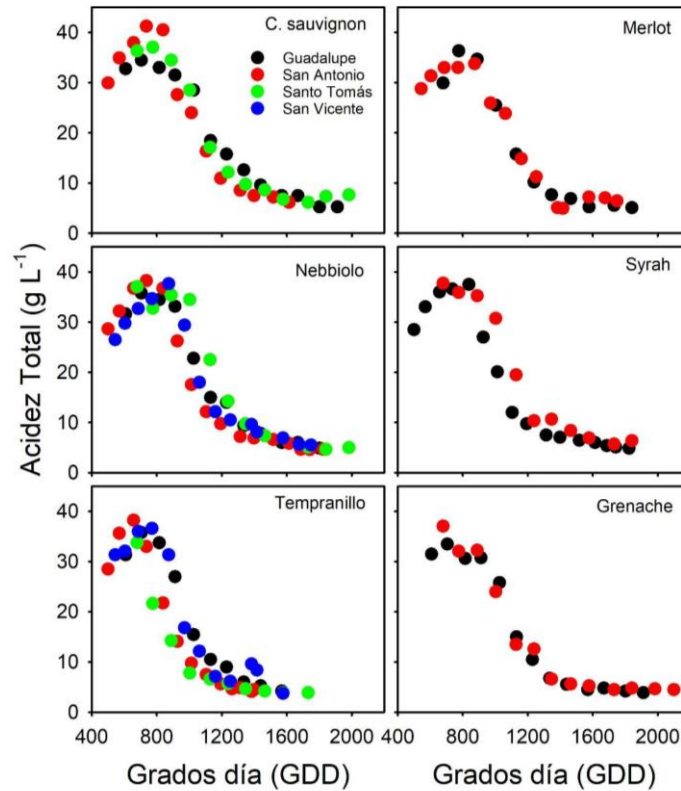 C. sauvignon
Guadalupe
San Antonio
Santo Tomás
San Vicente
Merlot
40
30
20
10
0
Nebbiolo
Syrah
40
30
20
10
0
Tempranillo
Grenache
40
30
20
10
0
Acidez Total (g L⁻¹)
400 800 1200 1600 2000
400 800 1200 1600 2000
Grados día (GDD)
Grados día (GDD)